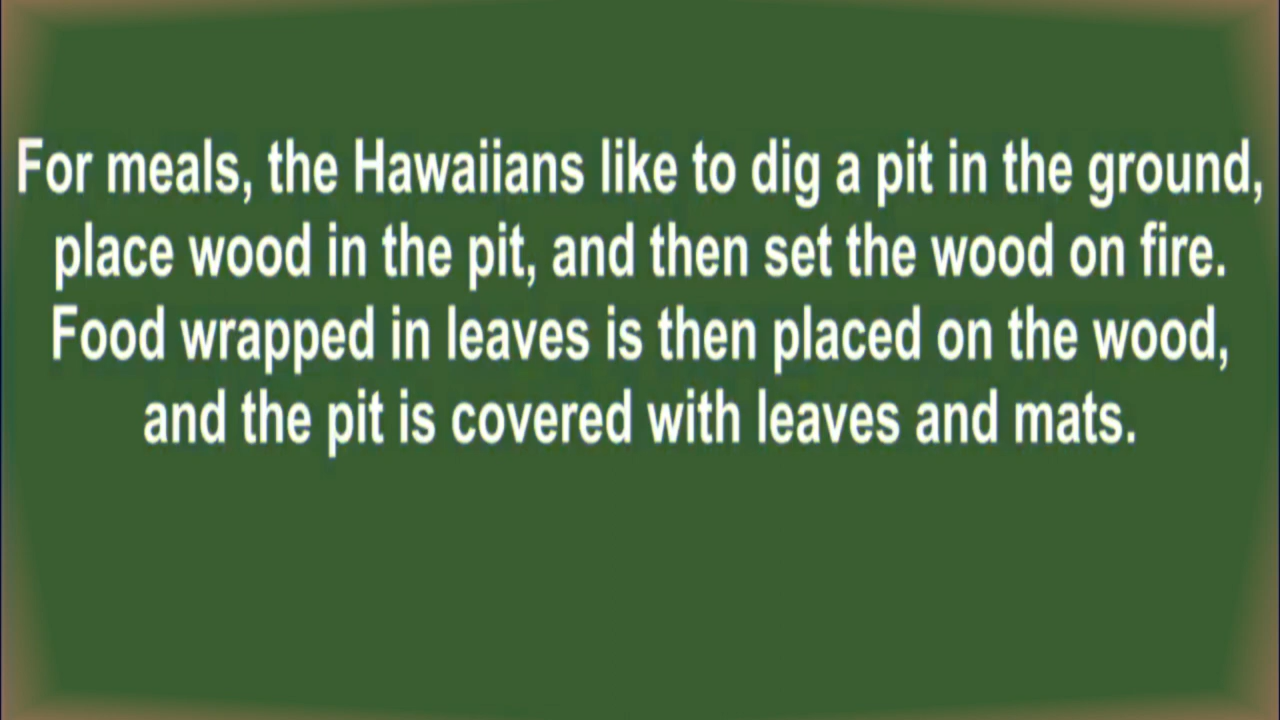 For meals, the Hawaiians like to dig a pit in the ground,
place wood in the pit, and then set the wood on fire.
Food wrapped in leaves is then placed on the wood,
and the pit is covered with leaves and mats.